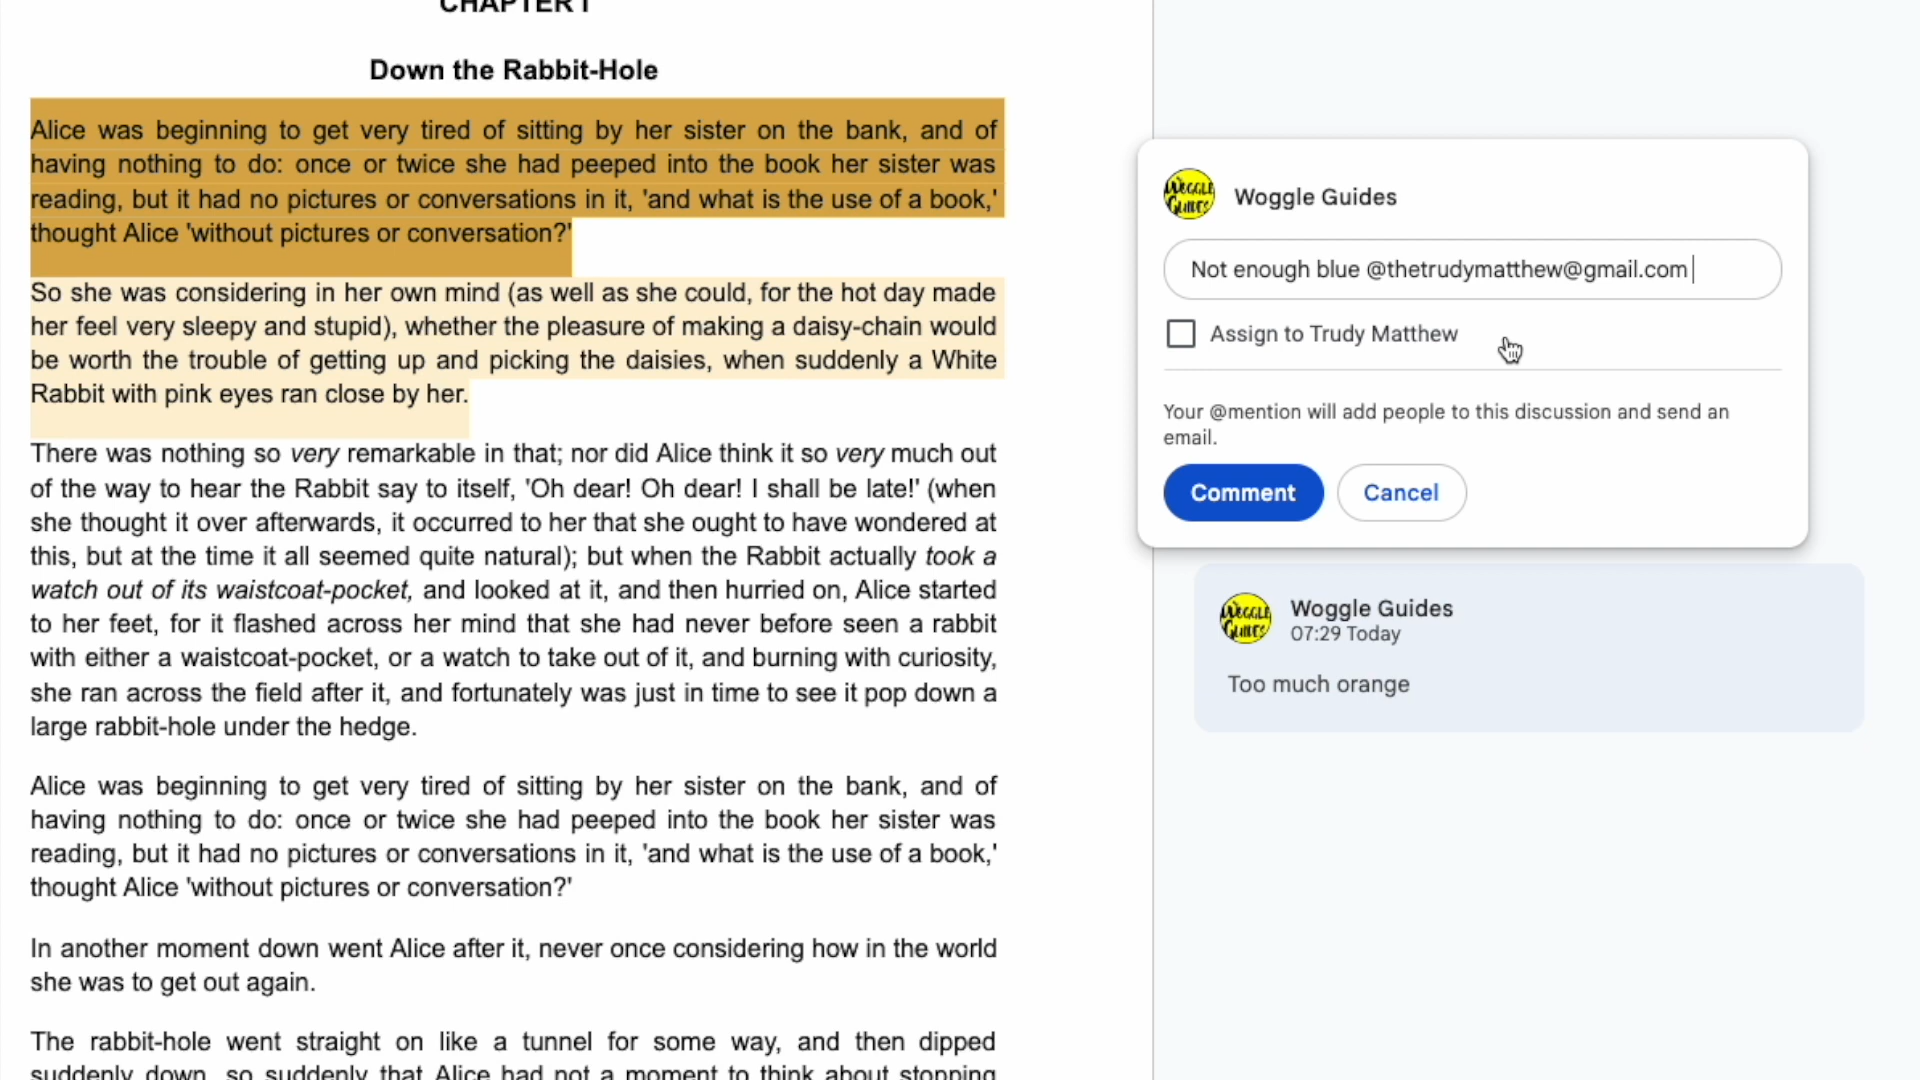 CHAPTER I
Down the Rabbit-Hole
Alice was beginning to get very tired of sitting by her sister on the bank, and of
having nothing to do: once or twice she had peeped into the book her sister was
reading, but it had no pictures or conversations in it, 'and what is the use of a book,'
thought Alice 'without pictures or conversation?'
So she was considering in her own mind (as well as she could, for the hot day made
her feel very sleepy and stupid), whether the pleasure of making a daisy-chain would
be worth the trouble of getting up and picking the daisies, when suddenly a White
Rabbit with pink eyes ran close by her.
There was nothing so very remarkable in that; nor did Alice think it so very much out
of the way to hear the Rabbit say to itself, 'Oh dear! Oh dear! I shall be late!' (when
she thought it over afterwards, it occurred to her that she ought to have wondered at
this, but at the time it all seemed quite natural); but when the Rabbit actually took a
watch out of its waistcoat-pocket, and looked at it, and then hurried on, Alice started
to her feet, for it flashed across her mind that she had never before seen a rabbit
with either a waistcoat-pocket, or a watch to take out of it, and burning with curiosity,
she ran across the field after it, and fortunately was just in time to see it pop down a
large rabbit-hole under the hedge.
Alice was beginning to get very tired of sitting by her sister on the bank, and of
having nothing to do: once or twice she had peeped into the book her sister was
reading, but it had no pictures or conversations in it, 'and what is the use of a book,'
thought Alice 'without pictures or conversation?'
In another moment down went Alice after it, never once considering how in the world
she was to get out again.
The rabbit-hole went straight on like a tunnel for some way, and then dipped
suddenly down, so suddenly that Alice had not a moment to think about stopping
WOGGLE
GUIDES
Woggle Guides
Not enough blue @thetrudymatthew@gmail.com
Assign to Trudy Matthew
Your @mention will add people to this discussion and send an
email.
Comment
Cancel
WOGGLE
GUIDES
Woggle Guides
07:29 Today
Too much orange